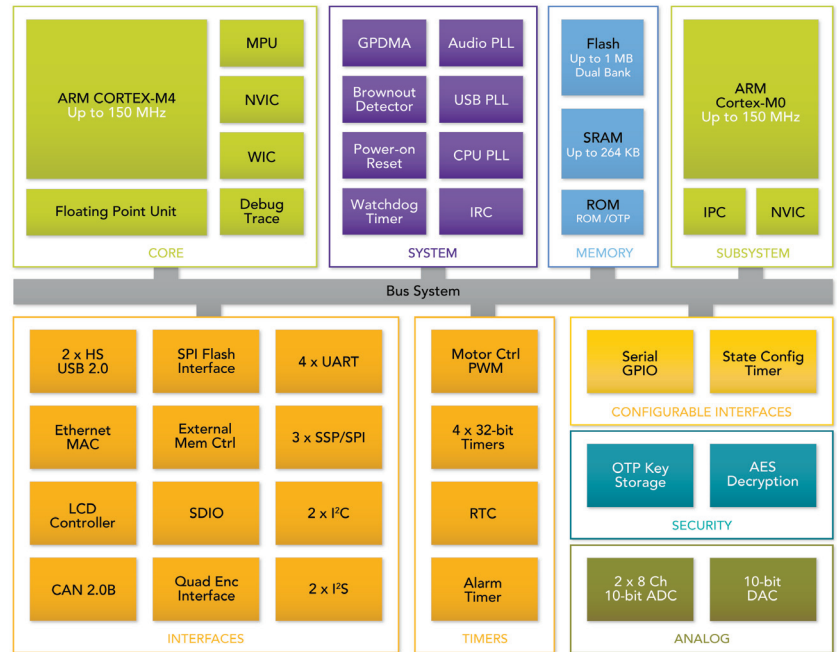 ARM CORTEX-M4
Up to 150 MHz
MPU
NVIC
WIC
Floating Point Unit
Debug
Trace
CORE
GPDMA
Audio PLL
Brownout
Detector
USB PLL
Power-on
Reset
CPU PLL
Watchdog
Timer
IRC
SYSTEM
Flash
Up to 1 MB
Dual Bank
SRAM
Up to 264 KB
ROM
ROM /OTP
MEMORY
ARM
Cortex-M0
Up to 150 MHz
IPC
NVIC
SUBSYSTEM
Bus System
2 x HS
USB 2.0
SPI Flash
Interface
4 x UART
Ethernet
MAC
External
Mem Ctrl
3 x SSP/SPI
LCD
Controller
SDIO
2 x I²C
CAN 2.0B
Quad Enc
Interface
2 x I²S
INTERFACES
Motor Ctrl
PWM
4 x 32-bit
Timers
RTC
Alarm
Timer
TIMERS
Serial
GPIO
State Config
Timer
CONFIGURABLE INTERFACES
OTP Key
Storage
AES
Decryption
SECURITY
2 x 8 Ch
10-bit ADC
10-bit
DAC
ANALOG